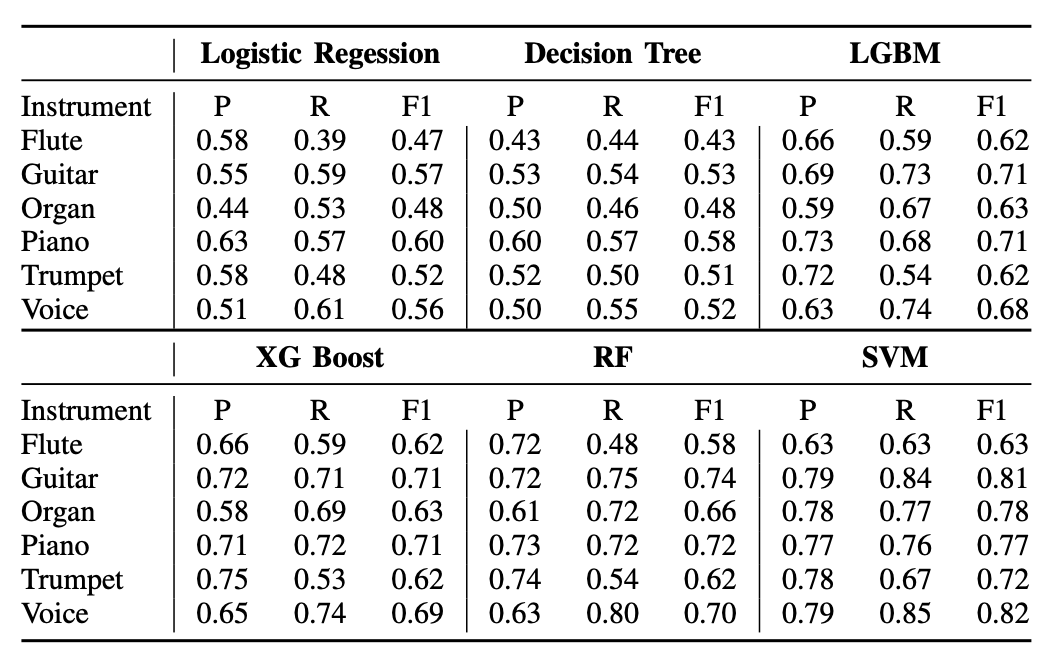 Logistic Regression Decision Tree LGBM
Instrument P R F1 P R F1 P R F1
Flute 0.58 0.39 0.47 0.43 0.44 0.43 0.66 0.59 0.62
Guitar 0.55 0.59 0.57 0.53 0.54 0.53 0.69 0.73 0.71
Organ 0.44 0.53 0.48 0.50 0.46 0.48 0.59 0.67 0.63
Piano 0.63 0.57 0.60 0.60 0.57 0.58 0.73 0.68 0.71
Trumpet 0.58 0.48 0.52 0.52 0.50 0.51 0.72 0.54 0.62
Voice 0.51 0.61 0.56 0.50 0.55 0.52 0.63 0.74 0.68
XG Boost RF SVM
Instrument P R F1 P R F1 P R F1
Flute 0.66 0.59 0.62 0.72 0.48 0.58 0.63 0.63 0.63
Guitar 0.72 0.71 0.71 0.72 0.75 0.74 0.79 0.84 0.81
Organ 0.58 0.69 0.63 0.61 0.72 0.66 0.78 0.77 0.78
Piano 0.71 0.72 0.71 0.73 0.72 0.72 0.77 0.76 0.77
Trumpet 0.75 0.53 0.62 0.74 0.54 0.62 0.78 0.67 0.72
Voice 0.65 0.74 0.69 0.63 0.80 0.70 0.79 0.85 0.82